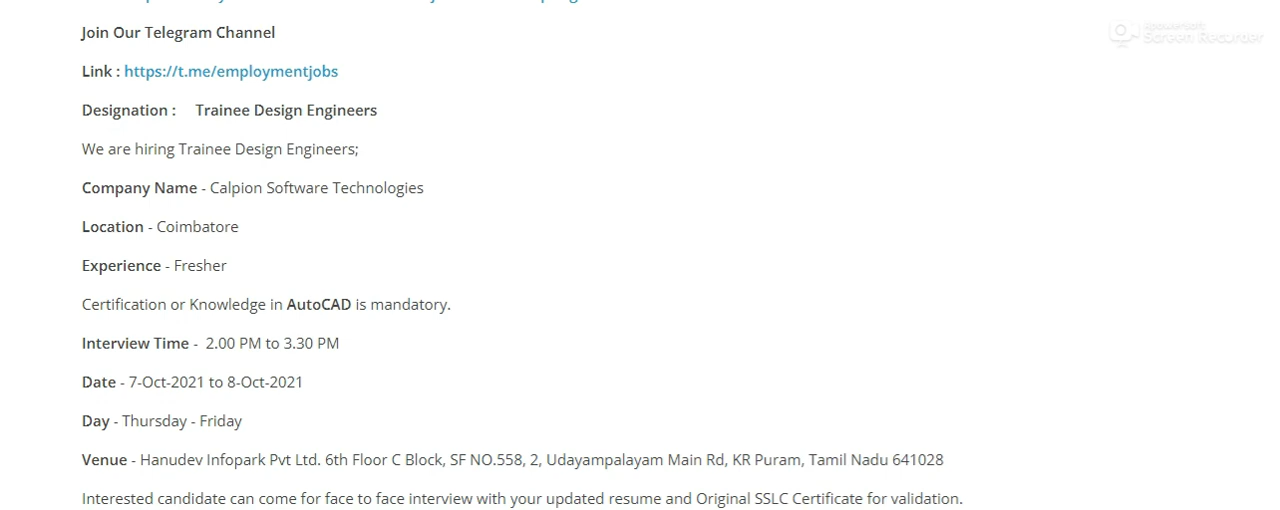 Join Our Telegram Channel
Link : https://t.me/employmentjobs
Designation : Trainee Design Engineers
We are hiring Trainee Design Engineers;
Company Name - Calpion Software Technologies
Location - Coimbatore
Experience - Fresher
Certification or Knowledge in AutoCAD is mandatory.
Interview Time - 2.00 PM to 3.30 PM
Date - 7-Oct-2021 to 8-Oct-2021
Day - Thursday - Friday
Venue - Hanudev Infopark Pvt Ltd. 6th Floor C Block, SF NO.558, 2, Udayampalayam Main Rd, KR Puram, Tamil Nadu 641028
Interested candidate can come for face to face interview with your updated resume and Original SSLC Certificate for validation.
Apowersoft
Screen Recorder